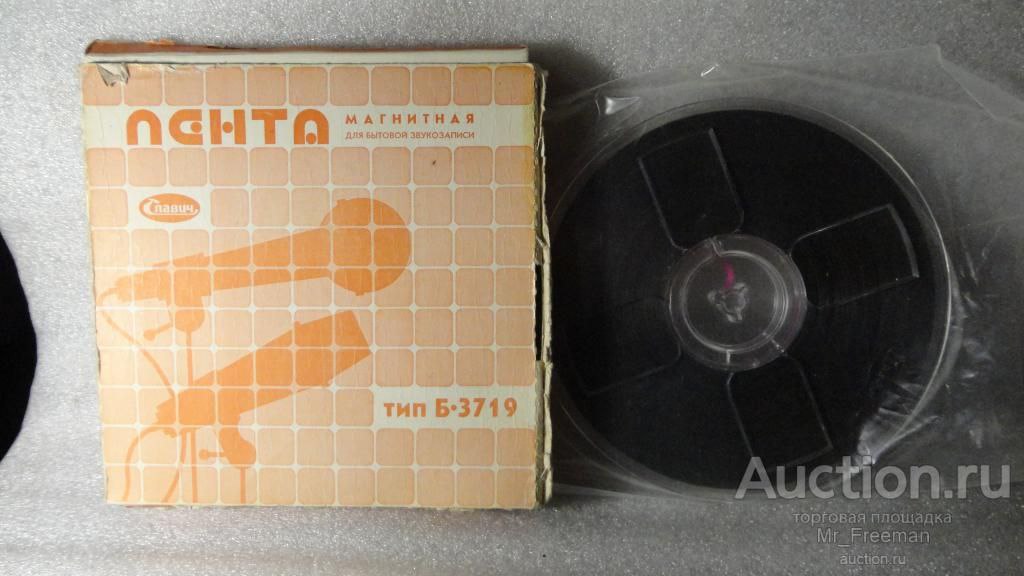 ЛЕНТА
МАГНИТНАЯ
ДЛЯ БЫТОВОЙ ЗВУКОЗАПИСИ
Славич
ТИП Б·3719
Auction.ru
торговая площадка
Mr_Freeman
auction.ru